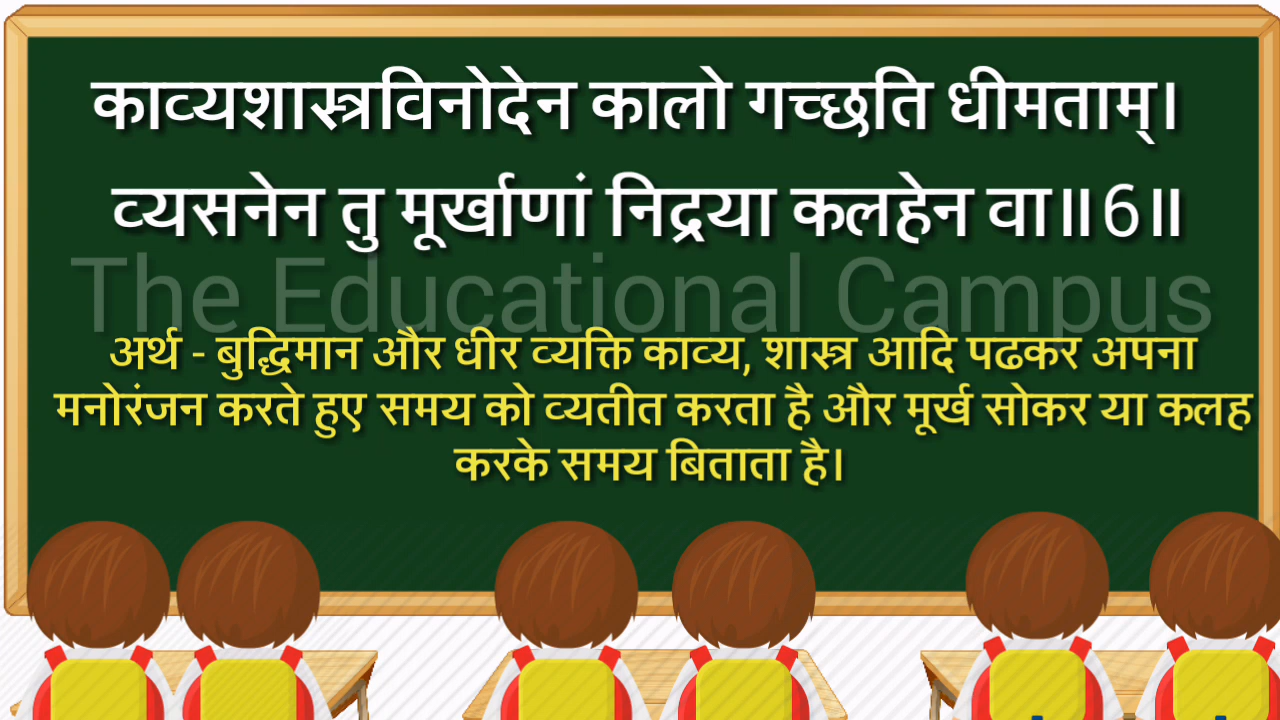 काव्यशास्त्रविनोदेन कालो गच्छति धीमताम्।
व्यसनेन तु मूर्खाणां निद्रया कलहेन वा॥6॥
The Educational Campus
अर्थ - बुद्धिमान और धीर व्यक्ति काव्य, शास्त्र आदि पढकर अपना
मनोरंजन करते हुए समय को व्यतीत करता है और मूर्ख सोकर या कलह
करके समय बिताता है।